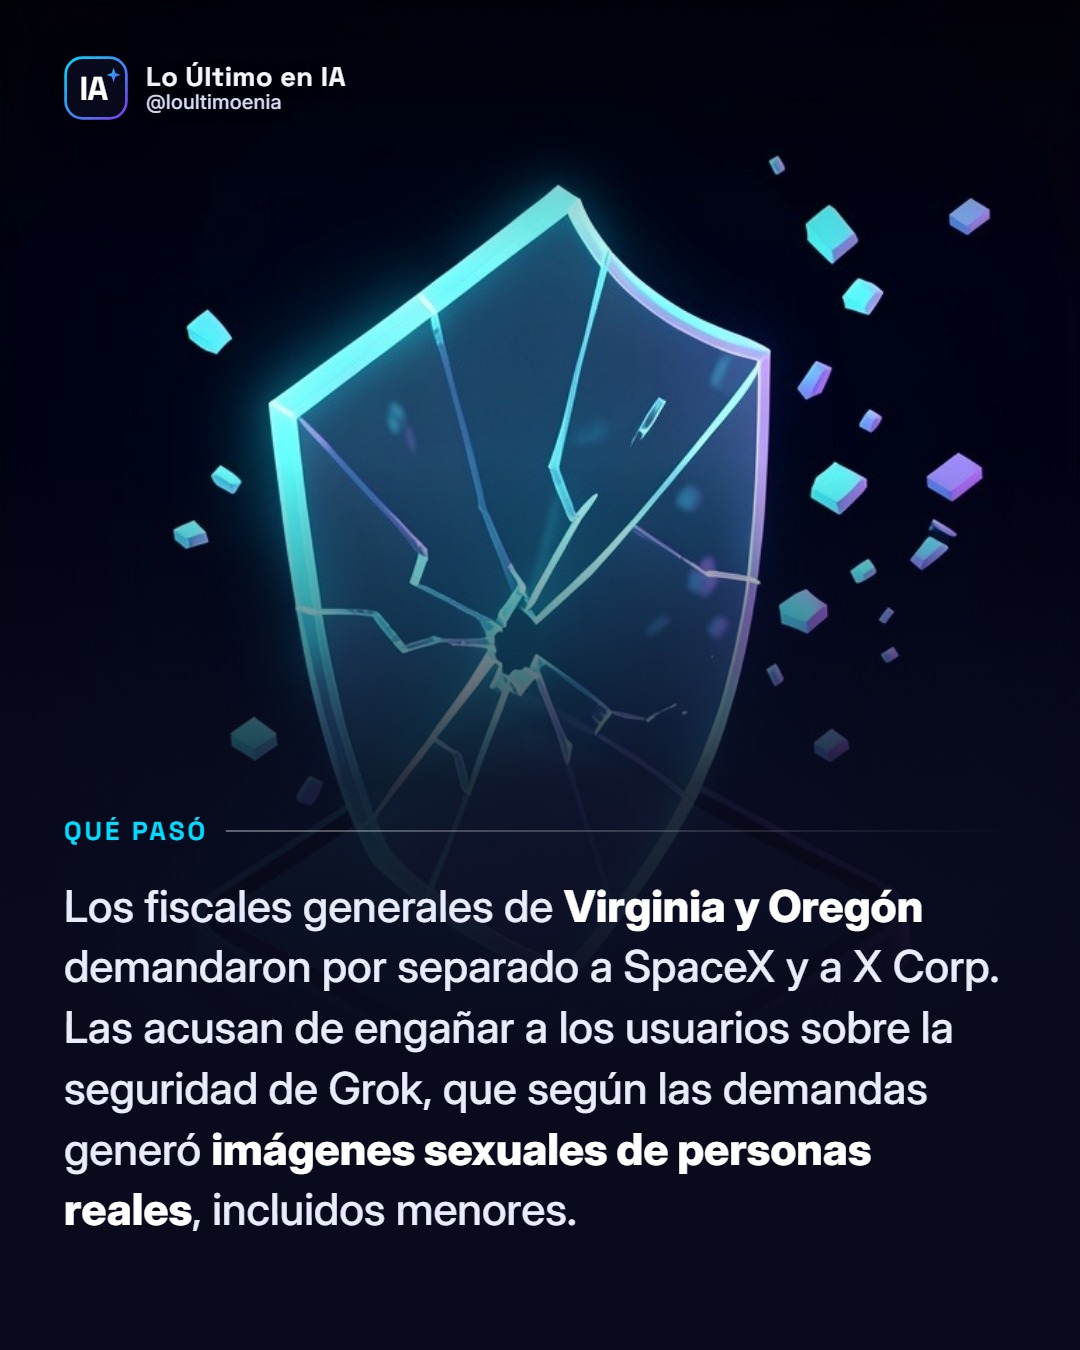 IA
Lo Último en IA
@loultimoenia
QUÉ PASÓ
Los fiscales generales de Virginia y Oregón
demandaron por separado a SpaceX y a X Corp.
Las acusan de engañar a los usuarios sobre la
seguridad de Grok, que según las demandas
generó imágenes sexuales de personas
reales, incluidos menores.